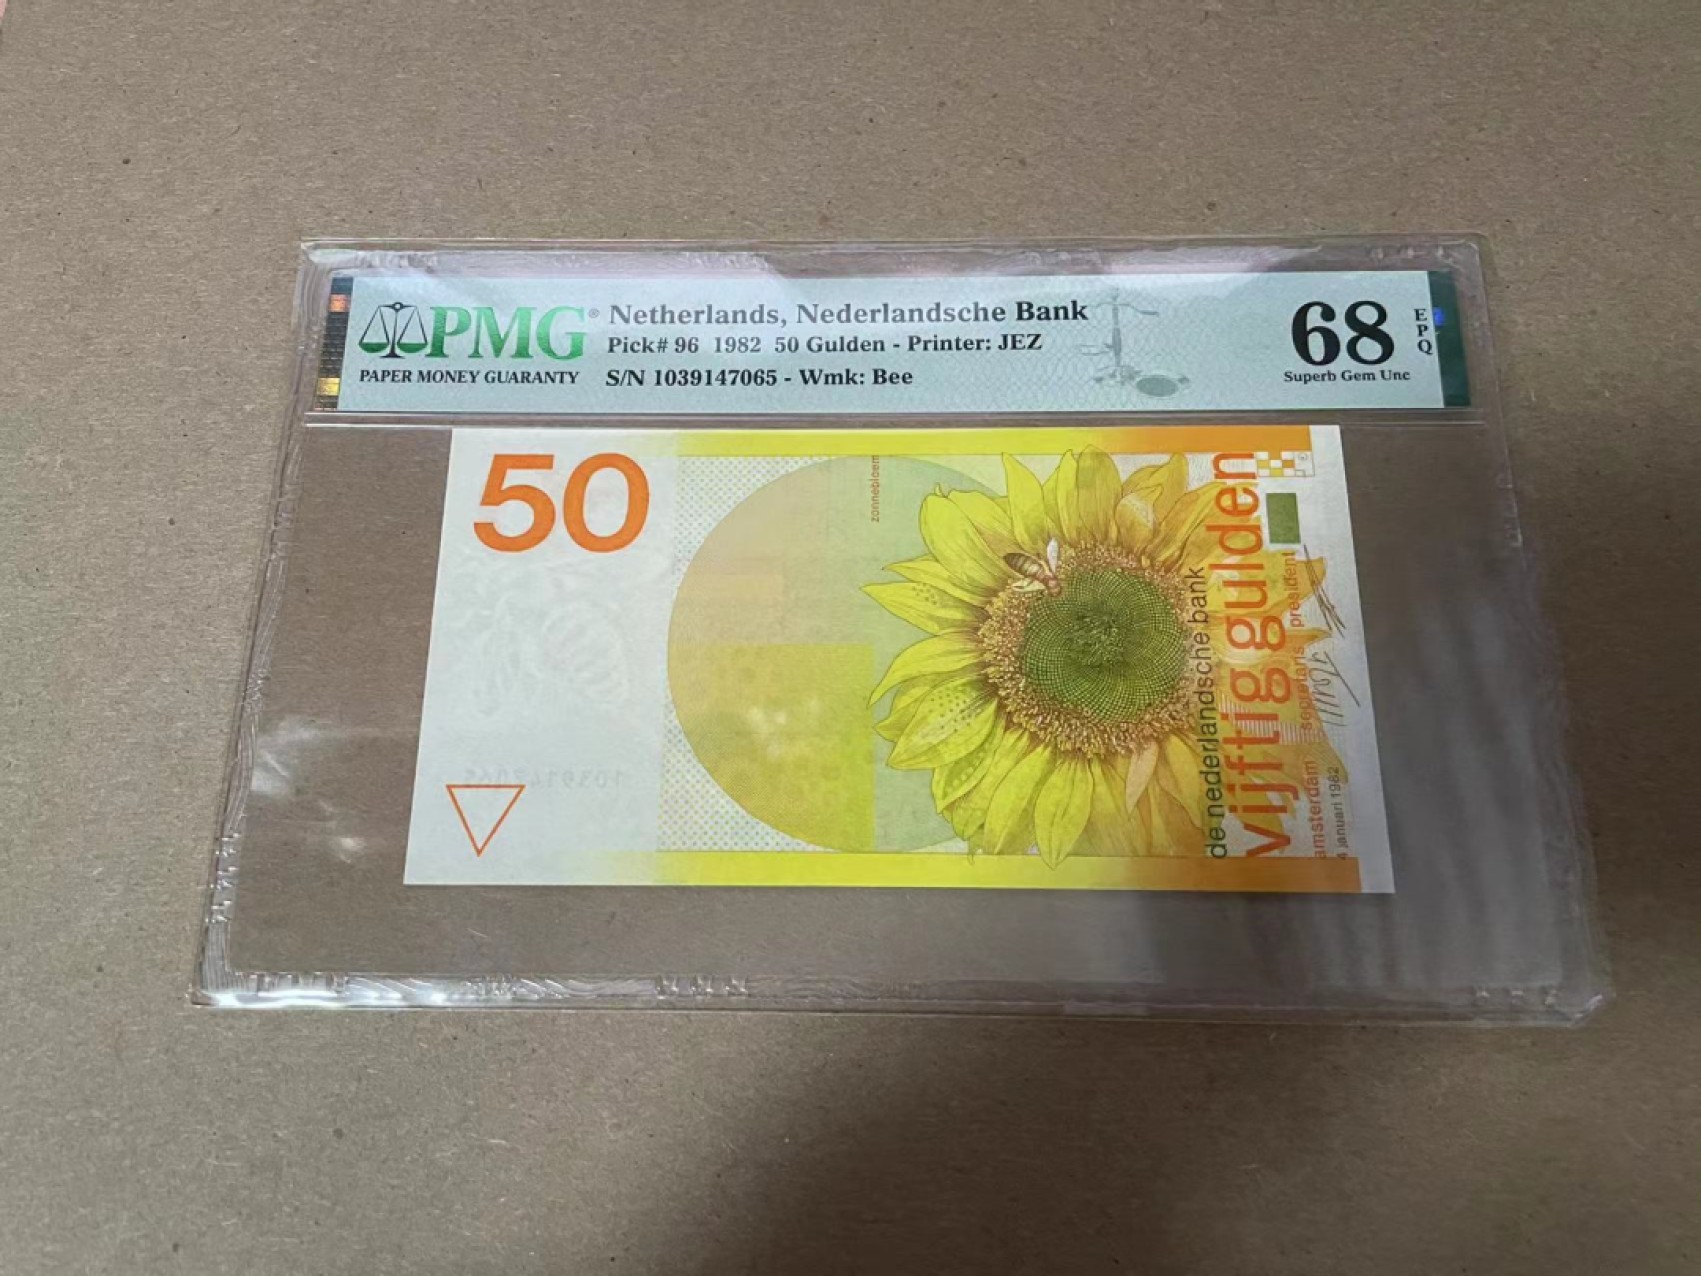 PMG®
PAPER MONEY GUARANTY
Netherlands, Nederlandsche Bank
Pick# 96 1982 50 Gulden - Printer: JEZ
S/N 1039147065 - Wmk: Bee
68
EPQ
Superb Gem Unc
50
zonnebloem
de nederlandsche bank
vijftig gulden
amsterdam secretaris president
4 januari 1982
1039147065